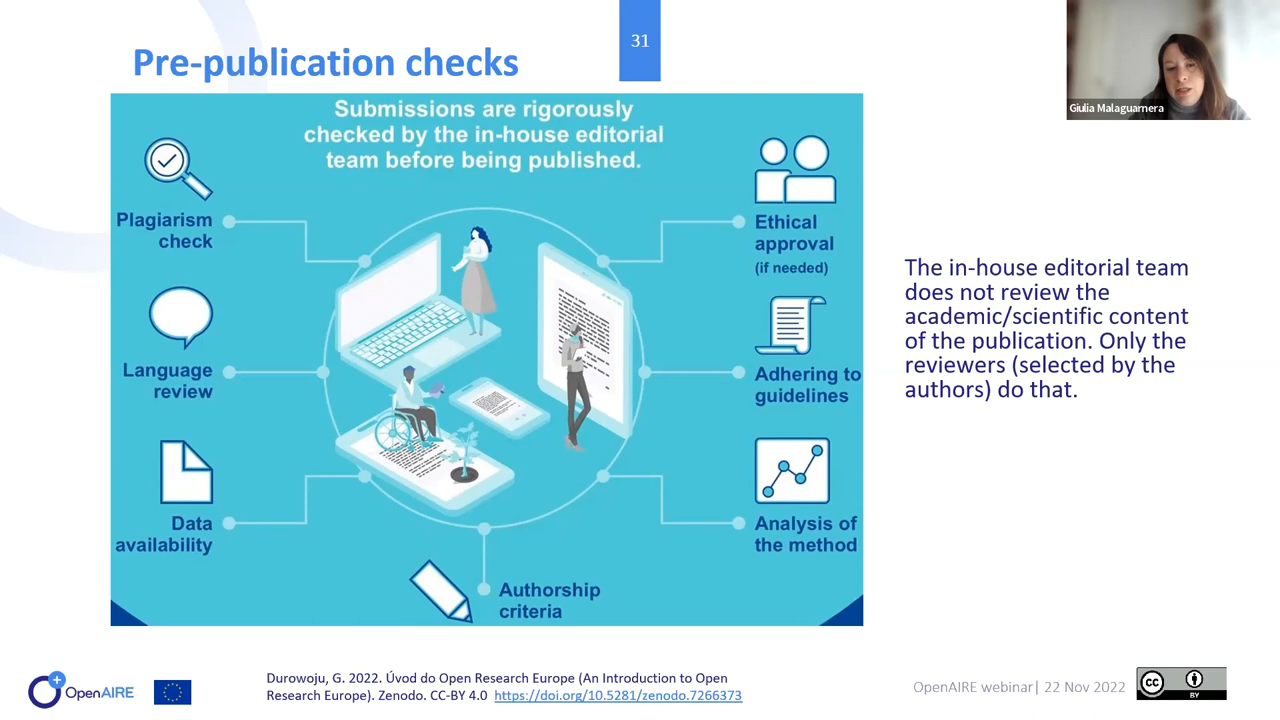 31
Pre-publication checks
Giulia Malaguarnera
Submissions are rigorously
checked by the in-house editorial
team before being published.
Plagiarism
check
Language
review
Data
availability
Authorship
criteria
Ethical
approval
(if needed)
Adhering to
guidelines
Analysis of
the method
The in-house editorial team
does not review the
academic/scientific content
of the publication. Only the
reviewers (selected by the
authors) do that.
OpenAIRE
Durowoju, G. 2022. Úvod do Open Research Europe (An Introduction to Open
Research Europe). Zenodo. CC-BY 4.0 https://doi.org/10.5281/zenodo.7266373
OpenAIRE webinar| 22 Nov 2022
cc
BY